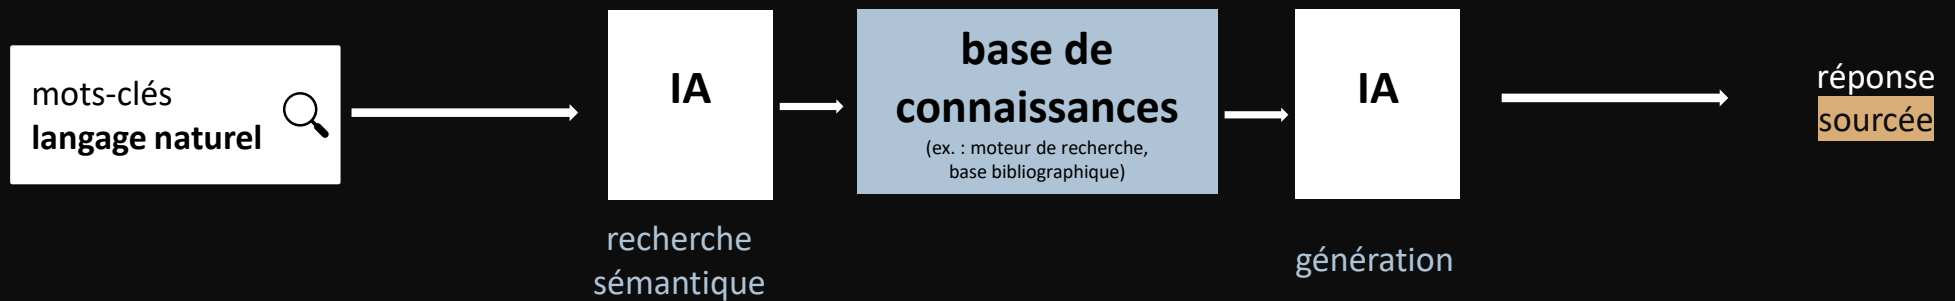 mots-clés
langage naturel
IA
recherche
sémantique
base de
connaissances
(ex. : moteur de recherche,
base bibliographique)
IA
génération
réponse
sourcée